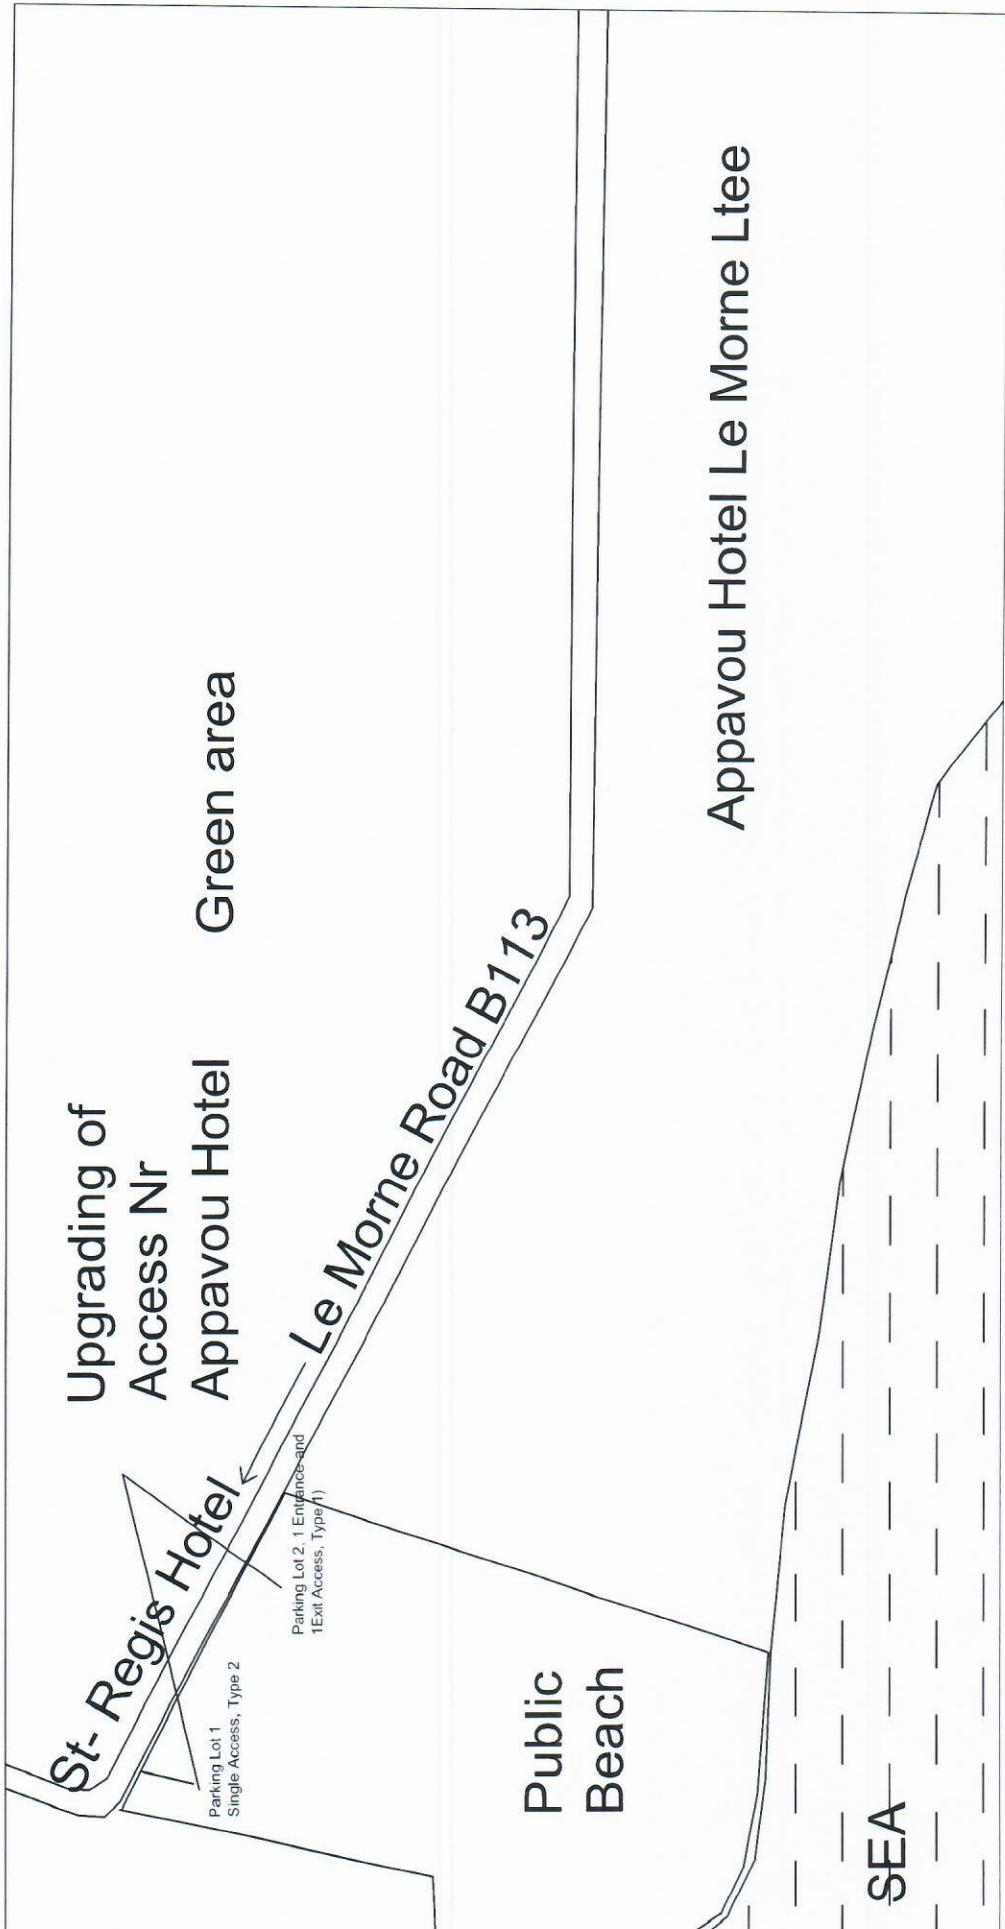 Upgrading of
Access Nr
Appavou Hotel
Green area
St- Regis Hotel
Le Morne Road B113
Parking Lot 1
Single Access, Type 2
Parking Lot 2, 1 Entrance and
1Exit Access, Type 1)
Public
Beach
Appavou Hotel Le Morne Ltee
SEA